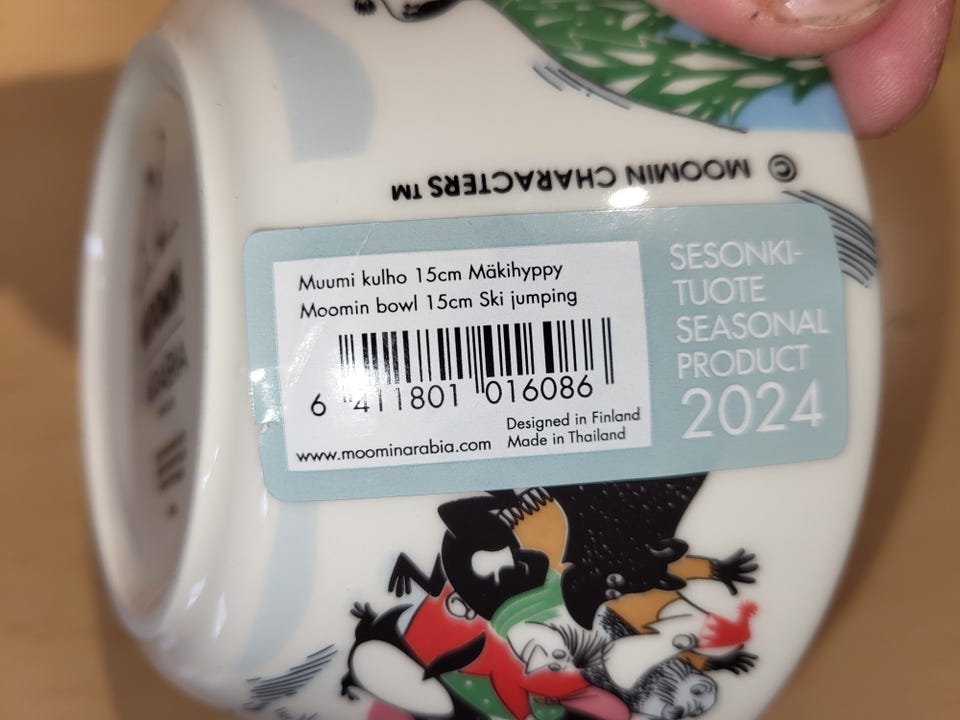 © MOOMIN CHARACTERS ™
Muumi kulho 15cm Mäkihyppy
Moomin bowl 15cm Ski jumping
6 411801 016086
Designed in Finland
www.moominarabia.com Made in Thailand
SESONKI-
TUOTE
SEASONAL
PRODUCT
2024
ARABIA